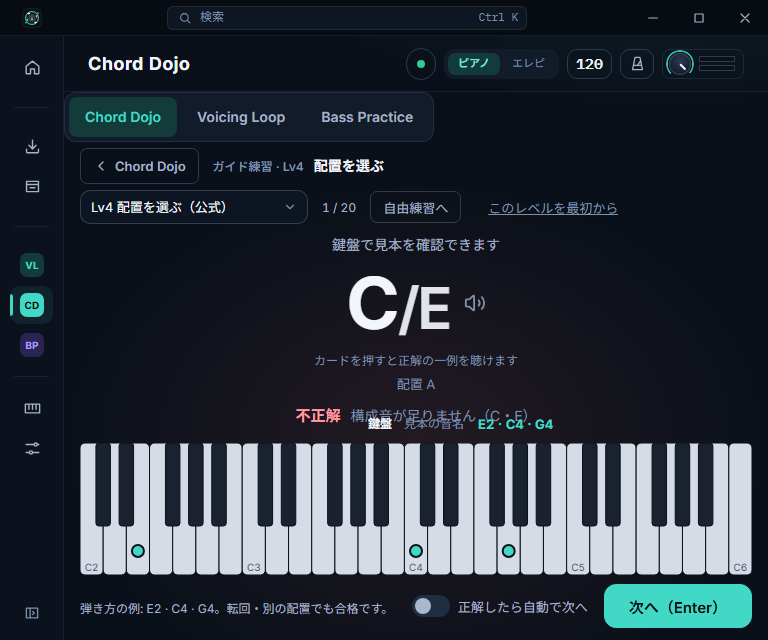 検索 Ctrl K
Chord Dojo ピアノ エレピ 120
Chord Dojo Voicing Loop Bass Practice
Chord Dojo ガイド練習 · Lv4 配置を選ぶ
Lv4 配置を選ぶ（公式） 1 / 20 自由練習へ このレベルを最初から
鍵盤で見本を確認できます
C/E
カードを押すと正解の一例を聴けます
配置 A
不正解 構成音が足りません（C・E）
鍵盤 見本の音名 E2 · C4 · G4
VL
CD
BP
C2 C3 C4 C5 C6
弾き方の例: E2 · C4 · G4。転回・別の配置でも合格です。 正解したら自動で次へ 次へ（Enter）